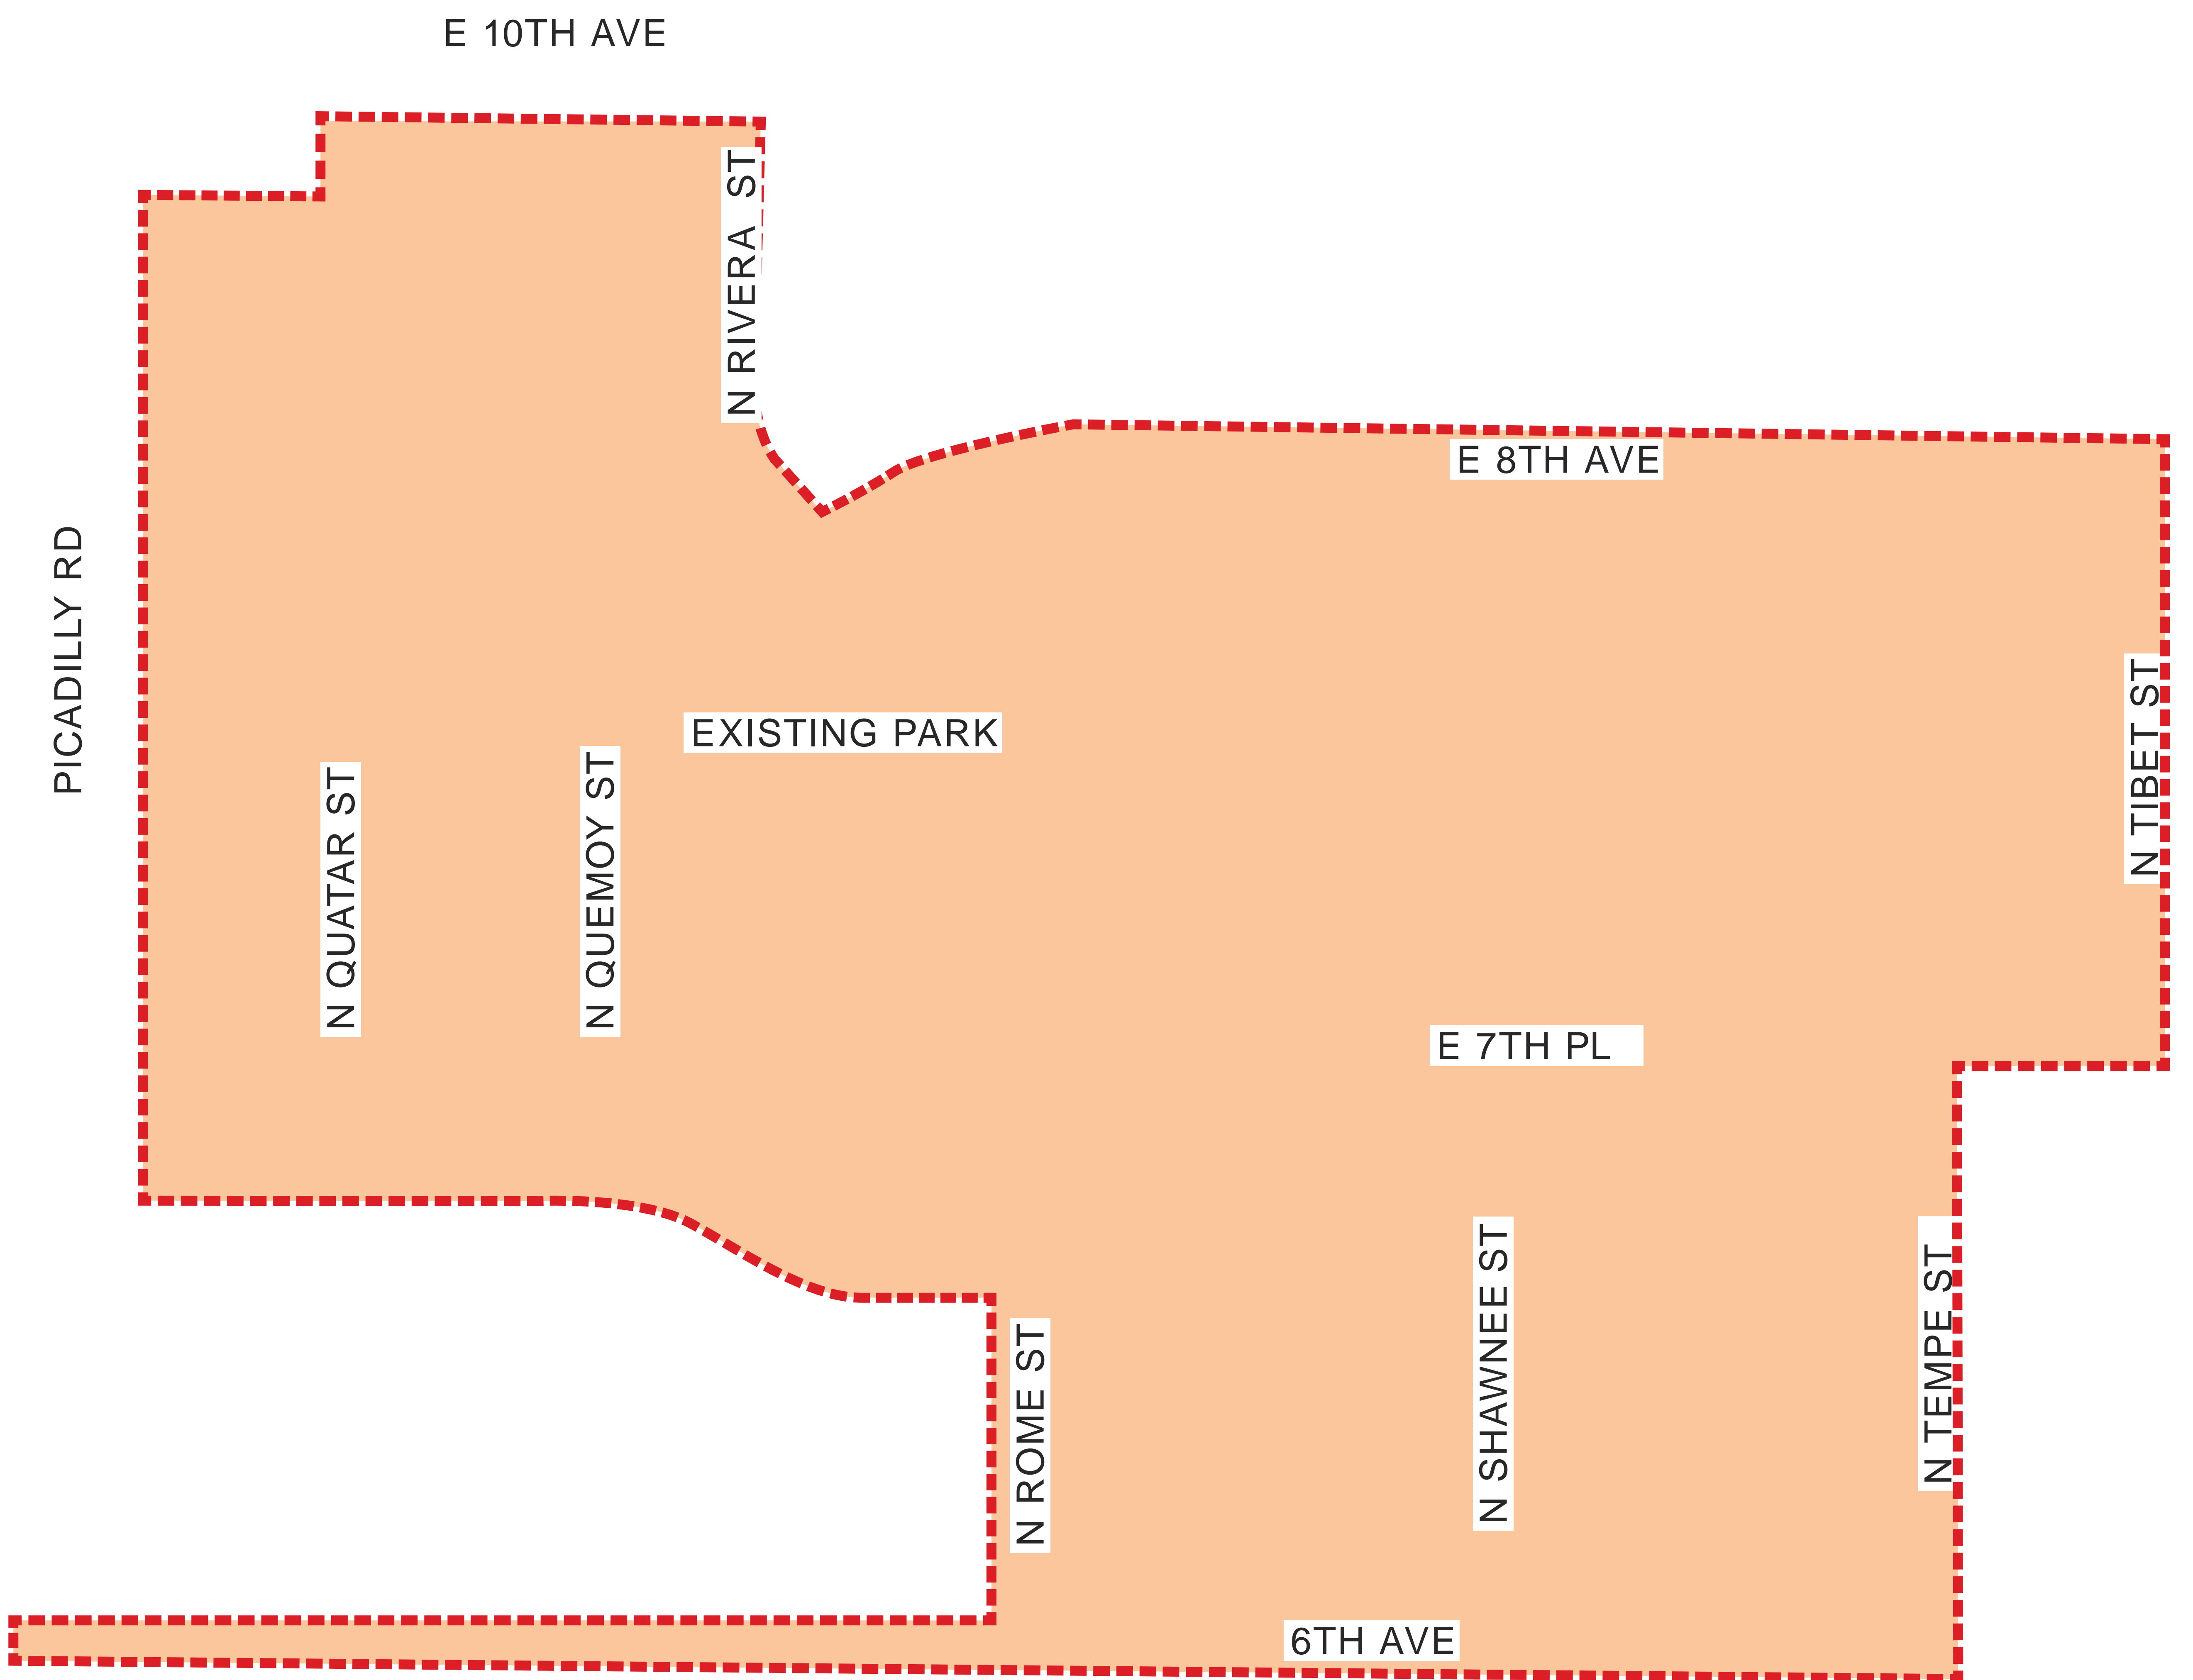 E 10TH AVE
N RIVERA ST
E 8TH AVE
PICADILLY RD
N TIBET ST
EXISTING PARK
N QUATAR ST
N QUEMOY ST
E 7TH PL
N SHAWNEE ST
N TEMPE ST
N ROME ST
6TH AVE